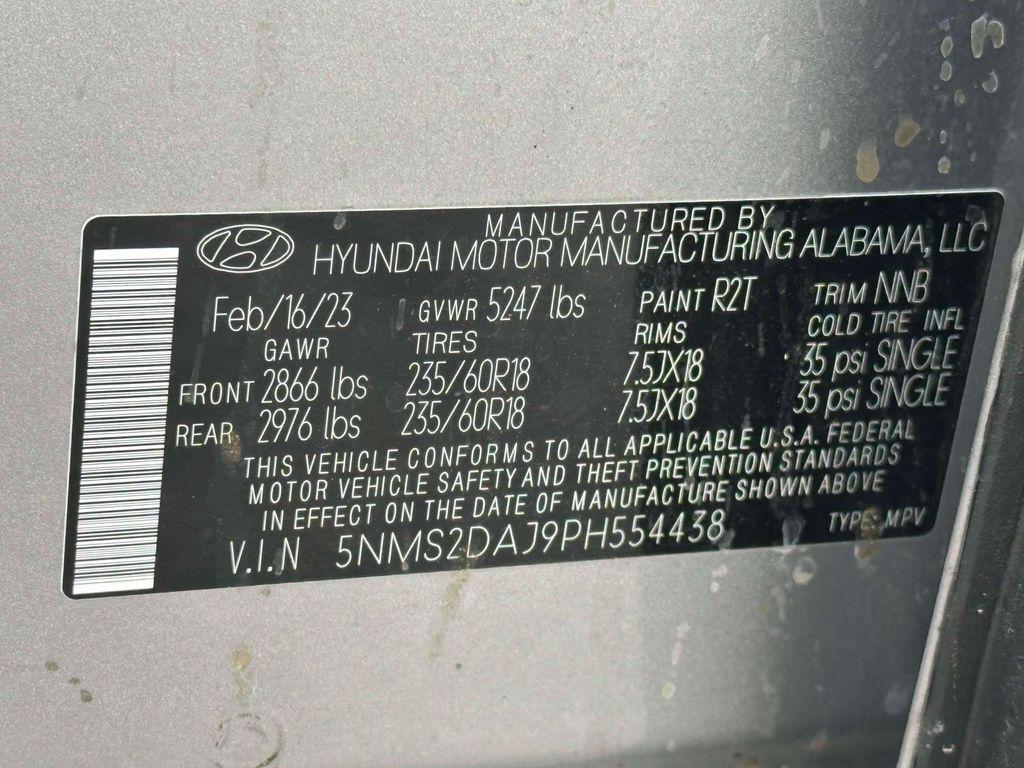 MANUFACTURED BY
HYUNDAI MOTOR MANUFACTURING ALABAMA, LLC
Feb/16/23 GVWR 5247 lbs PAINT R2T TRIM NNB
GAWR TIRES RIMS COLD TIRE INFL
FRONT 2866 lbs 235/60R18 7.5JX18 35 psi SINGLE
REAR 2976 lbs 235/60R18 7.5JX18 35 psi SINGLE
THIS VEHICLE CONFORMS TO ALL APPLICABLE U.S.A. FEDERAL
MOTOR VEHICLE SAFETY AND THEFT PREVENTION STANDARDS
IN EFFECT ON THE DATE OF MANUFACTURE SHOWN ABOVE
V.I.N 5NMS2DAJ9PH554438 TYPE: MPV